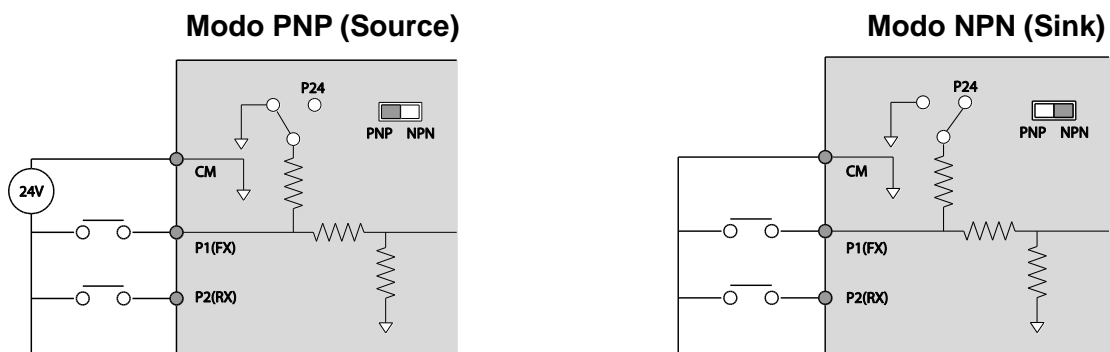 Modo PNP (Source)
P24
PNP NPN
CM
24V
P1(FX)
P2(RX)
Modo NPN (Sink)
P24
PNP NPN
CM
P1(FX)
P2(RX)